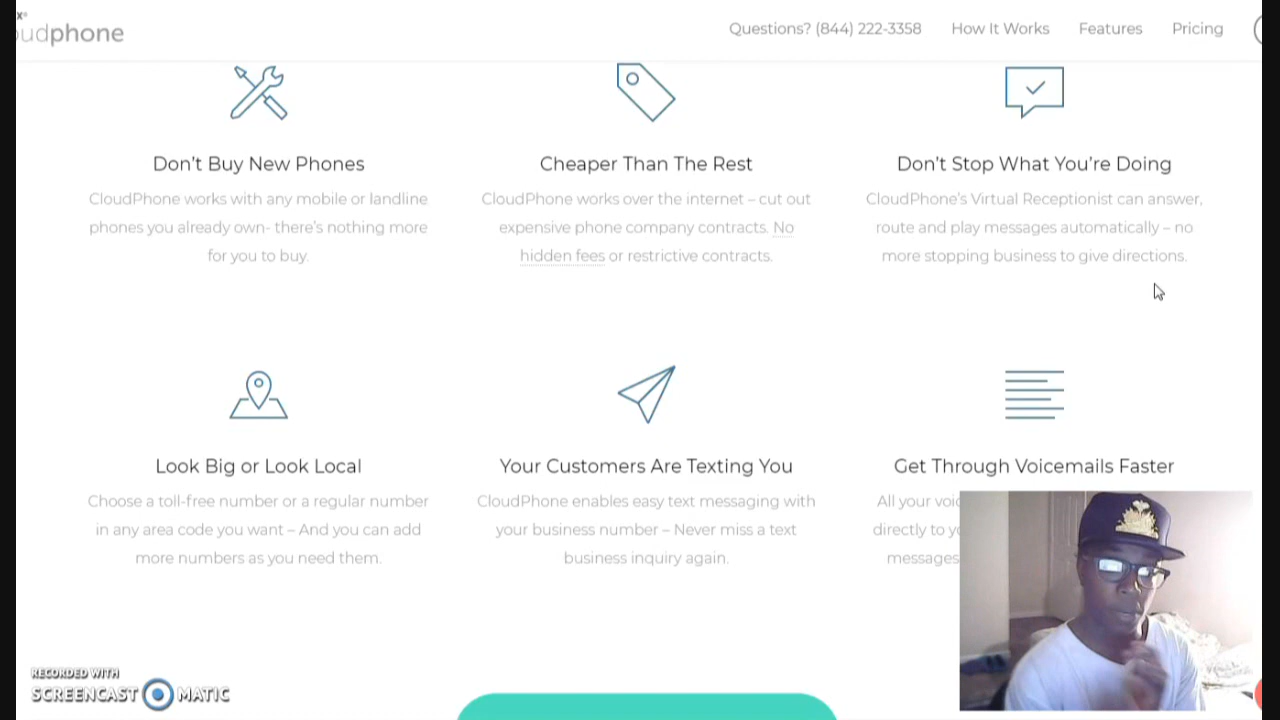 x®
oudphone
Questions? (844) 222-3358 How It Works Features Pricing
Don't Buy New Phones
CloudPhone works with any mobile or landline
phones you already own- there's nothing more
for you to buy.
Cheaper Than The Rest
CloudPhone works over the internet – cut out
expensive phone company contracts. No
hidden fees or restrictive contracts.
Don't Stop What You're Doing
CloudPhone's Virtual Receptionist can answer,
route and play messages automatically – no
more stopping business to give directions.
Look Big or Look Local
Choose a toll-free number or a regular number
in any area code you want – And you can add
more numbers as you need them.
Your Customers Are Texting You
CloudPhone enables easy text messaging with
your business number – Never miss a text
business inquiry again.
Get Through Voicemails Faster
All your voic
directly to yo
messages
RECORDED WITH
SCREENCAST MATIC